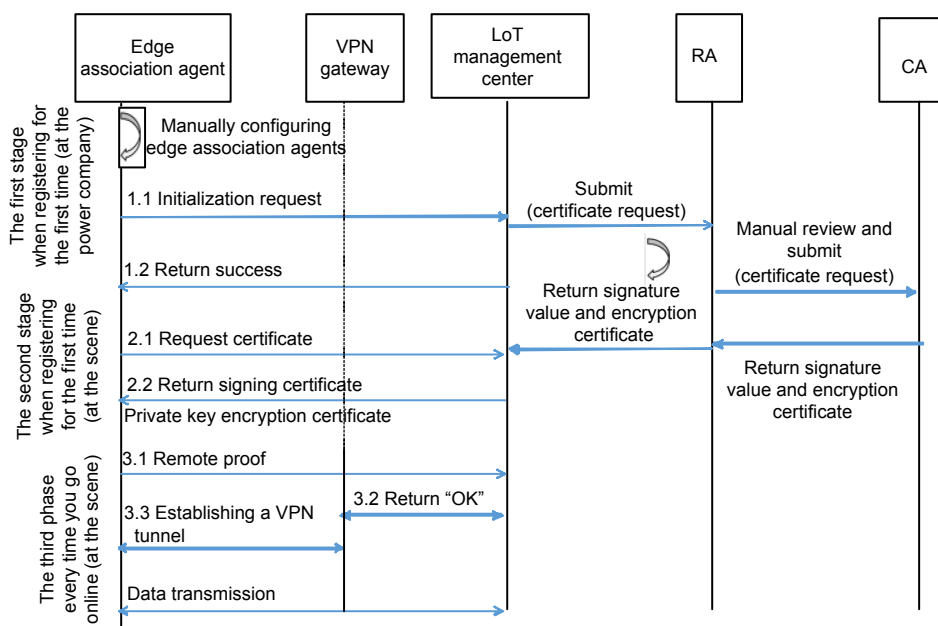 Edge
association agent
VPN
gateway
LoT
management
center
RA
CA
The first stage
when registering for
the first time (at the
power company)
Manually configuring
edge association agents
1.1 Initialization request
Submit
(certificate request)
Manual review and
submit
(certificate request)
1.2 Return success
Return signature
value and encryption
certificate
The second stage
when registering
for the first time
(at the scene)
2.1 Request certificate
Return signature
value and encryption
certificate
2.2 Return signing certificate
Private key encryption certificate
The third phase
every time you go
online (at the scene)
3.1 Remote proof
3.2 Return “OK”
3.3 Establishing a VPN
tunnel
Data transmission